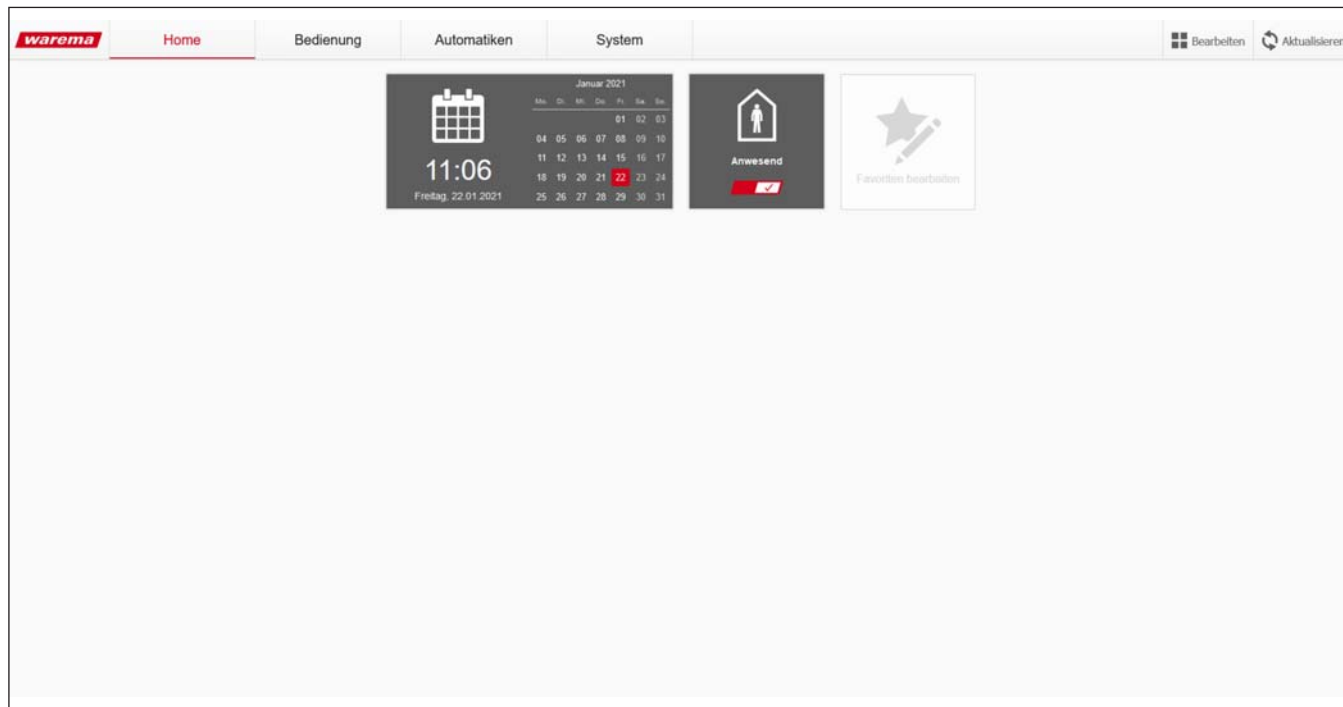 warema Home Bedienung Automatiken System Bearbeiten Aktualisieren
Januar 2021
Mo. Di. Mi. Do. Fr. Sa. So.
01 02 03
04 05 06 07 08 09 10
11 12 13 14 15 16 17
18 19 20 21 22 23 24
25 26 27 28 29 30 31
11:06
Freitag, 22.01.2021
Anwesend
Favoriten bearbeiten